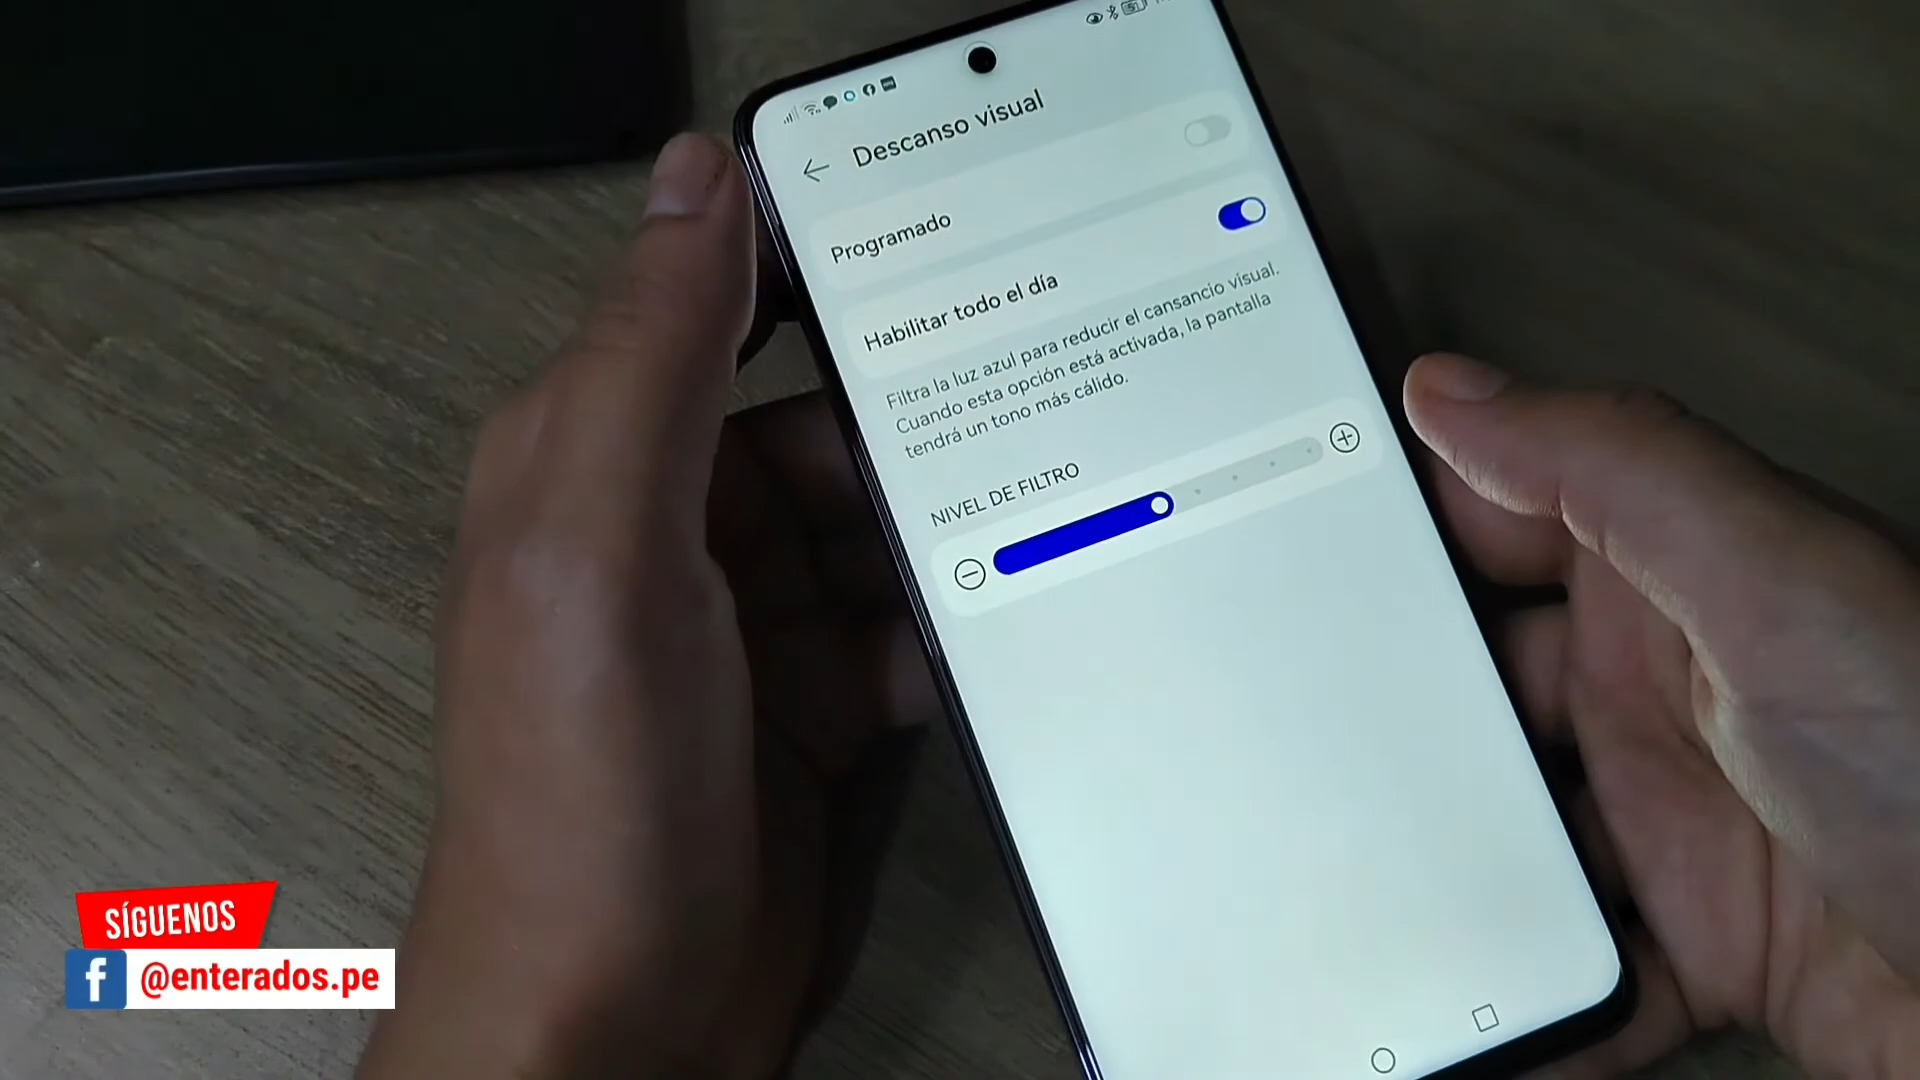 Descanso visual
Programado
Habilitar todo el día
Filtra la luz azul para reducir el cansancio visual.
Cuando esta opción está activada, la pantalla
tendrá un tono más cálido.
NIVEL DE FILTRO
SÍGUENOS
f @enterados.pe